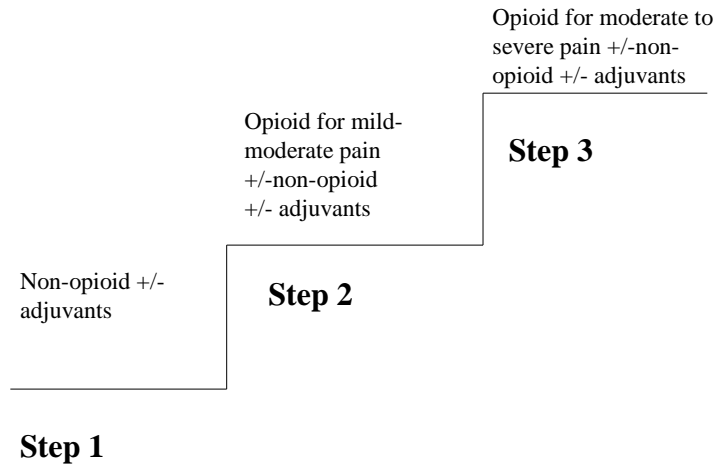 Opioid for moderate to
severe pain +/-non-
opioid +/- adjuvants
Step 3
Opioid for mild-
moderate pain
+/-non-opioid
+/- adjuvants
Step 2
Non-opioid +/-
adjuvants
Step 1